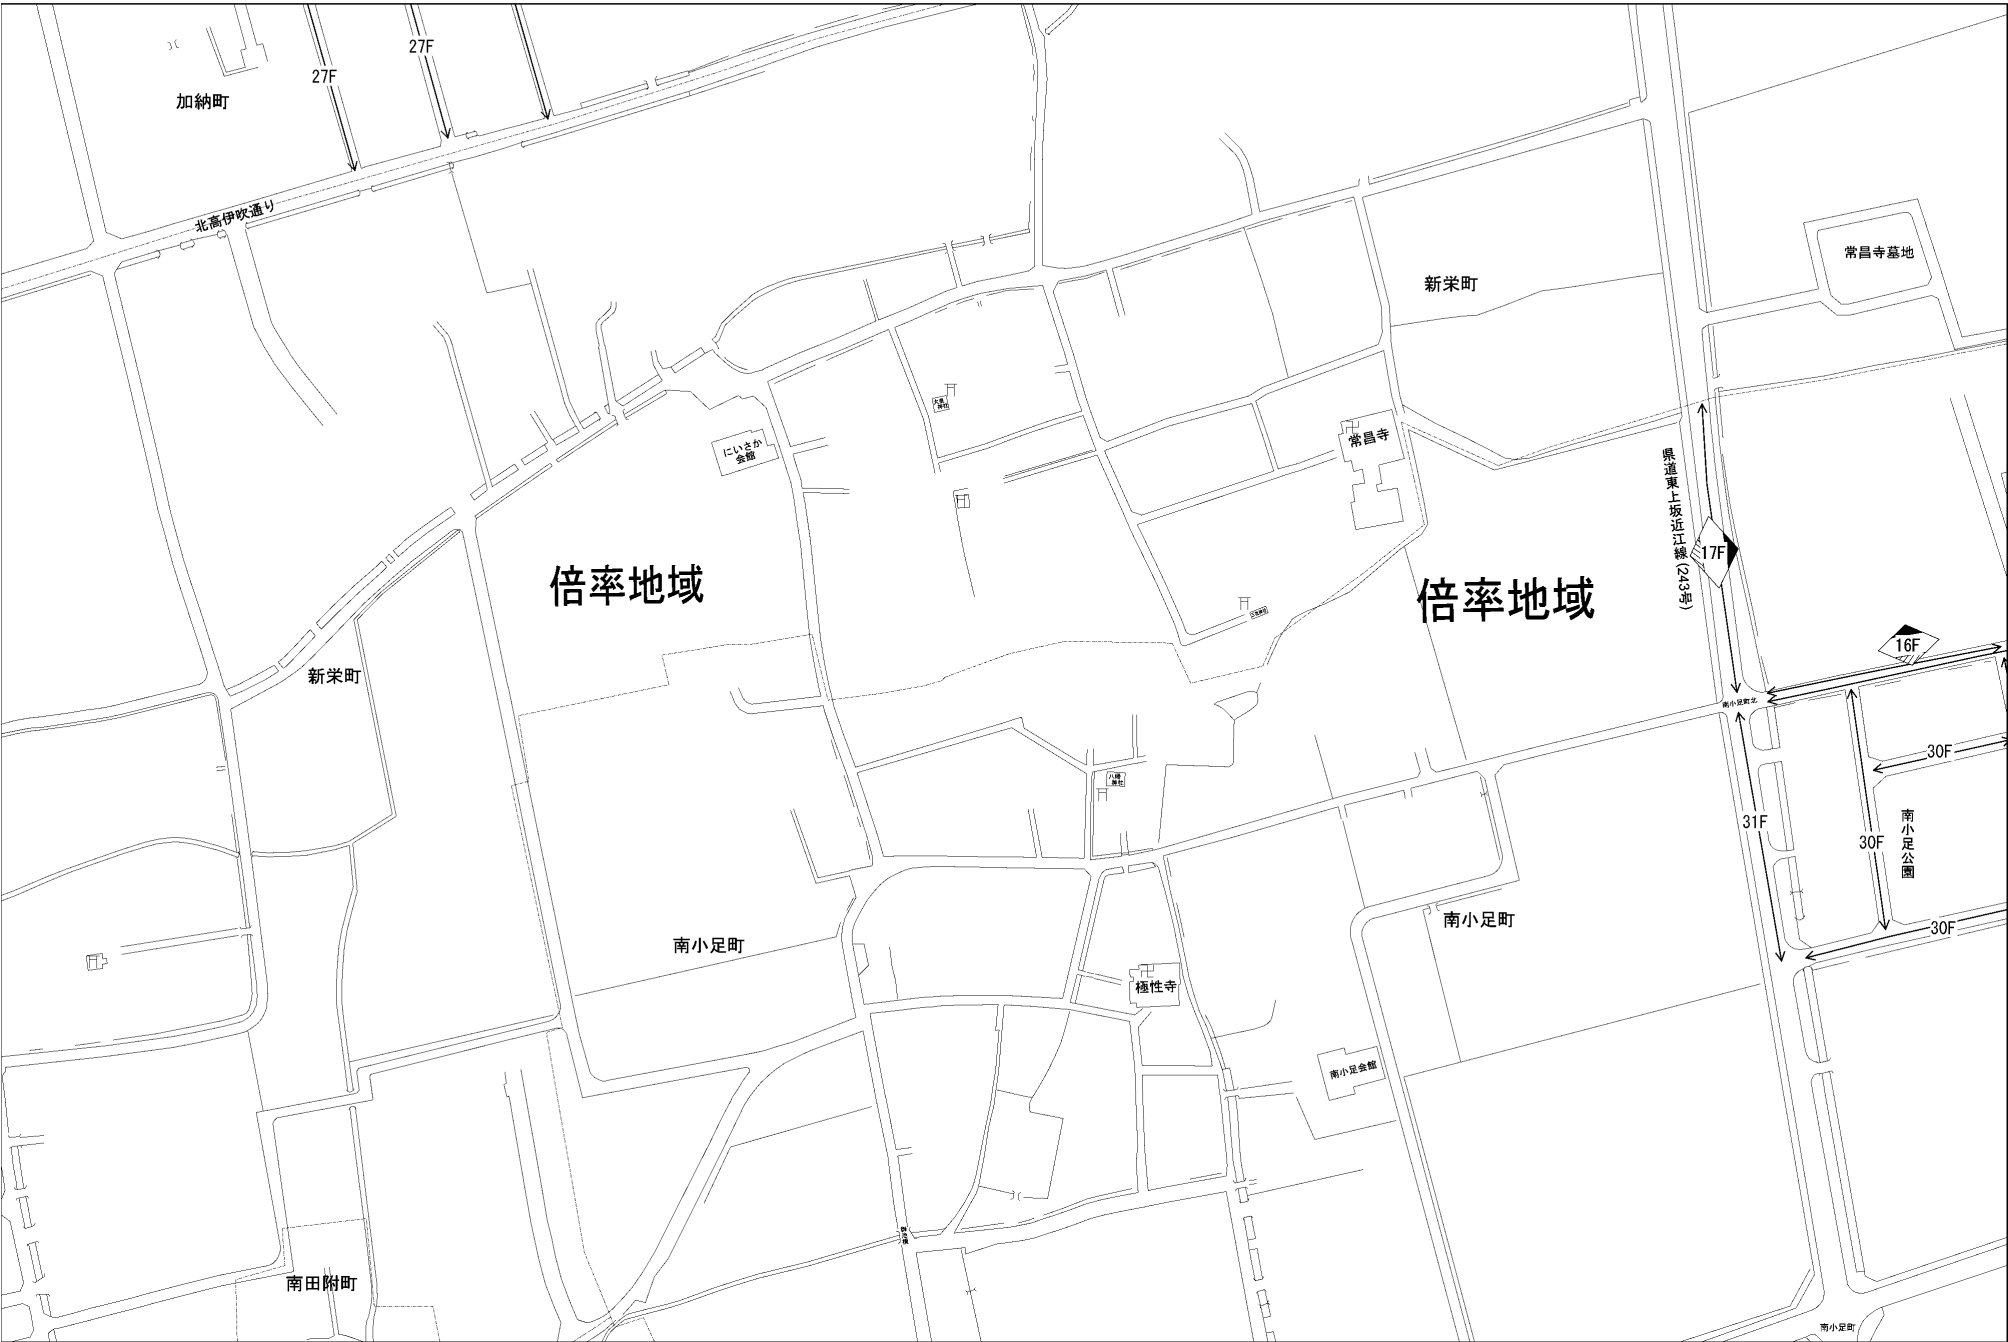 27F
27F
加納町
北高伊吹通り
新栄町
常昌寺墓地
にいさか
会館
常昌寺
県道東上坂近江線(243号)
17F
倍率地域
倍率地域
16F
新栄町
南小足町北
30F
八幡
神社
31F
30F
南小足公園
南小足町
南小足町
30F
極性寺
南小足会館
南田附町
南小足町